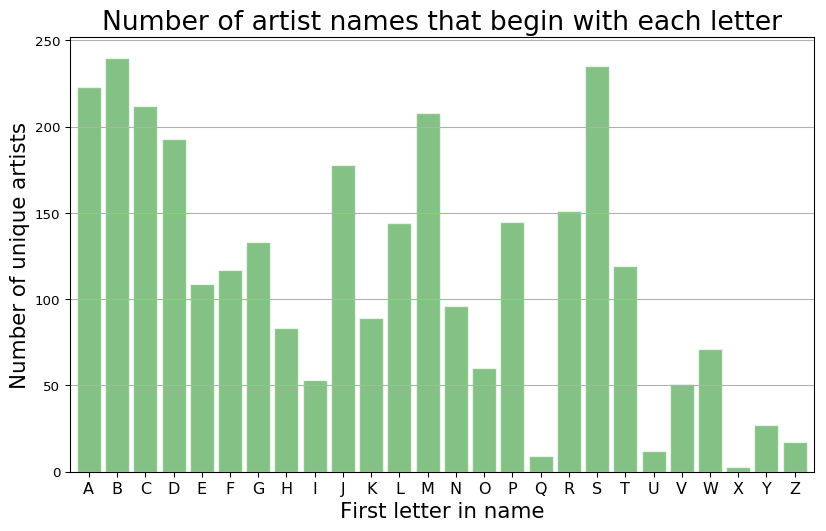 Number of artist names that begin with each letter
Number of unique artists
250
200
150
100
50
0
A B C D E F G H I J K L M N O P Q R S T U V W X Y Z
First letter in name